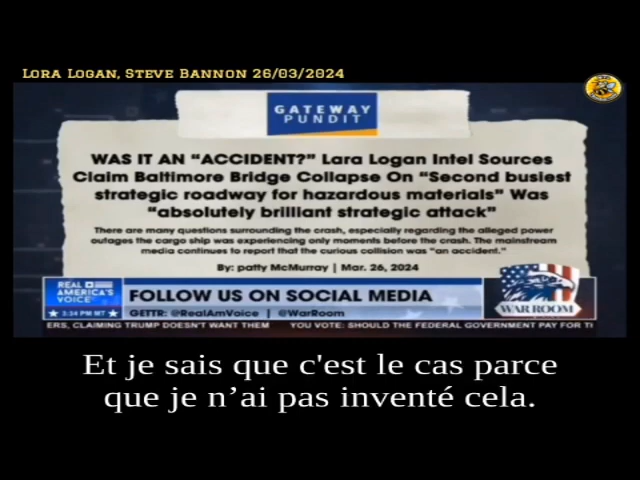 LORA LOGAN, STEVE BANNON 26/03/2024
GATEWAY
PUNDIT
WAS IT AN “ACCIDENT?” Lara Logan Intel Sources
Claim Baltimore Bridge Collapse On “Second busiest
strategic roadway for hazardous materials” Was
“absolutely brilliant strategic attack”
There are many questions surrounding the crash, especially regarding the alleged power
outages the cargo ship was experiencing only moments before the crash. The mainstream
media continues to report that the curious collision was “an accident.”
By: patty McMurray | Mar. 26, 2024
REAL
AMERICA'S
VOICE
3:34 PM MT
FOLLOW US ON SOCIAL MEDIA
GETTR: @RealAmVoice | @WarRoom
WAR ROOM
ERS, CLAIMING TRUMP DOESN'T WANT THEM YOU VOTE: SHOULD THE FEDERAL GOVERNMENT PAY FOR
Et je sais que c'est le cas parce
que je n’ai pas inventé cela.